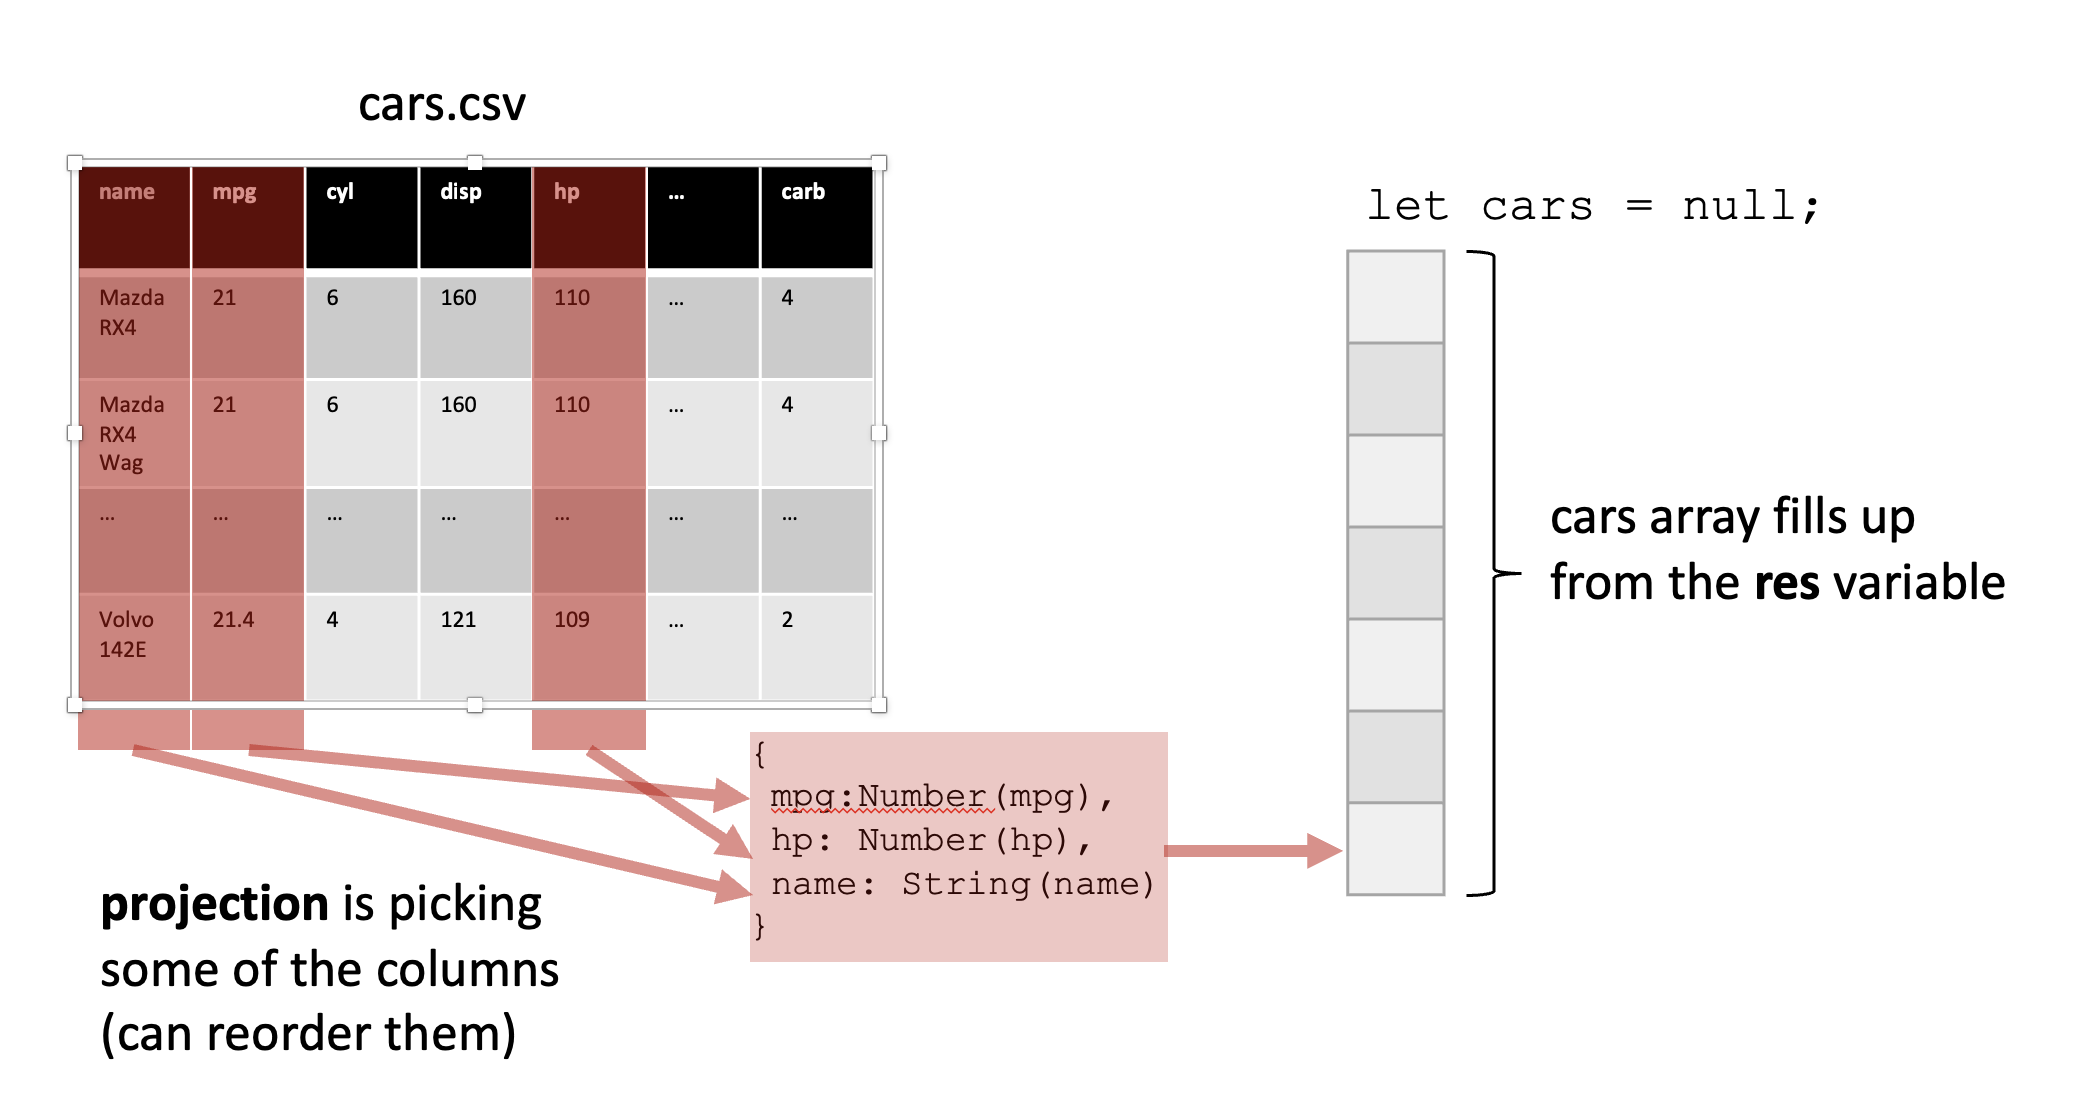 cars.csv
name mpg cyl disp hp ... carb
Mazda RX4 21 6 160 110 ... 4
Mazda RX4 Wag 21 6 160 110 ... 4
... ... ... ... ... ... ...
Volvo 142E 21.4 4 121 109 ... 2
let cars = null;
cars array fills up
from the res variable
{
mpg:Number(mpg),
hp: Number(hp),
name: String(name)
}
projection is picking
some of the columns
(can reorder them)